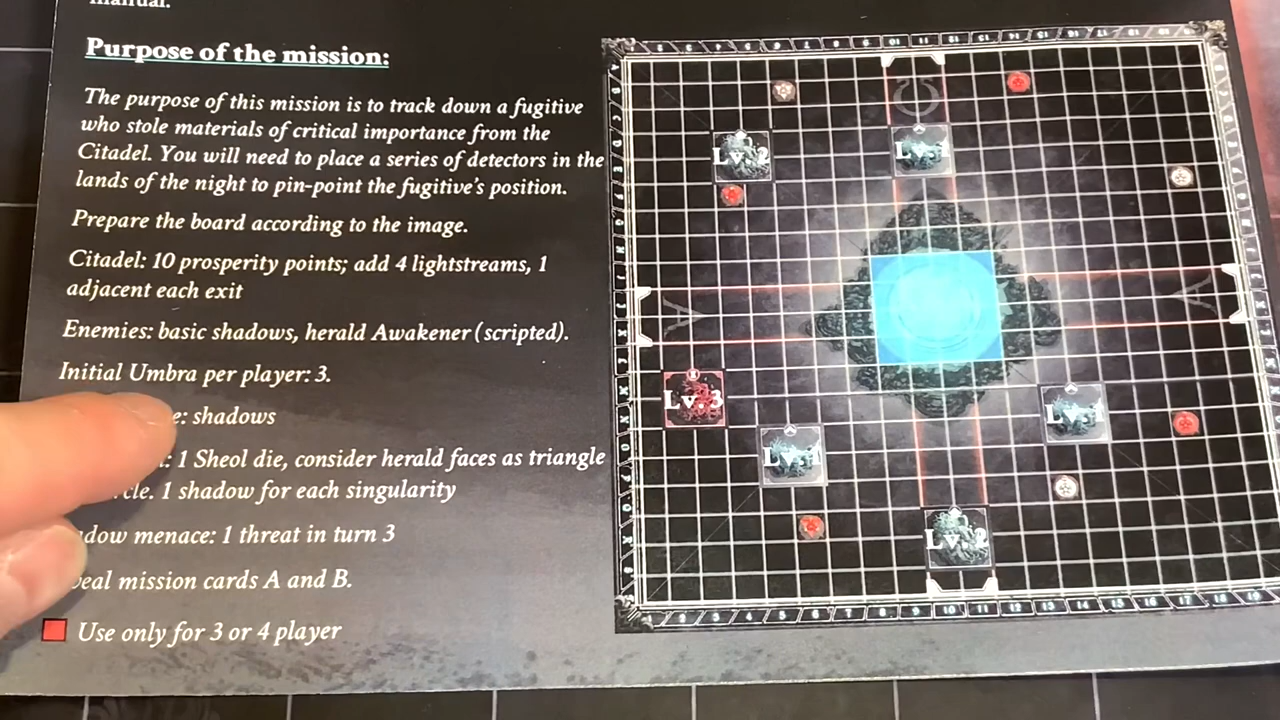 manual.
Purpose of the mission:
The purpose of this mission is to track down a fugitive
who stole materials of critical importance from the
Citadel. You will need to place a series of detectors in the
lands of the night to pin-point the fugitive's position.
Prepare the board according to the image.
Citadel: 10 prosperity points; add 4 lightstreams, 1
adjacent each exit
Enemies: basic shadows, herald Awakener (scripted).
Initial Umbra per player: 3.
shadows
1 Sheol die, consider herald faces as triangle
1 shadow for each singularity
menace: 1 threat in turn 3
mission cards A and B.
Use only for 3 or 4 player
Lv. 2
Lv. 1
Lv. 3
Lv. 1
Lv. 1
Lv. 2